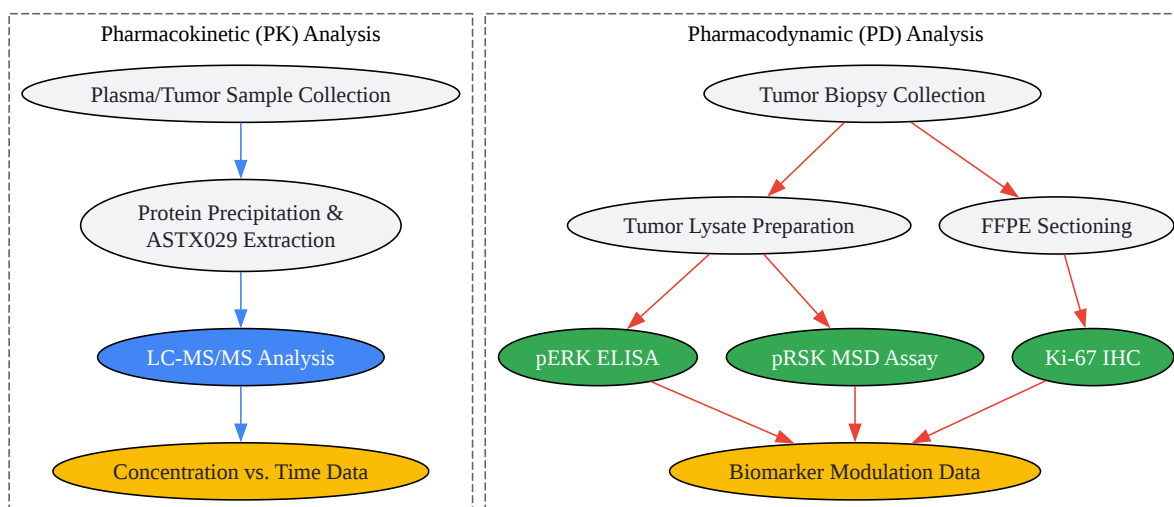 Pharmacokinetic (PK) Analysis
Plasma/Tumor Sample Collection
Protein Precipitation &
ASTX029 Extraction
LC-MS/MS Analysis
Concentration vs. Time Data
Pharmacodynamic (PD) Analysis
Tumor Biopsy Collection
Tumor Lysate Preparation
FFPE Sectioning
pERK ELISA
pRSK MSD Assay
Ki-67 IHC
Biomarker Modulation Data